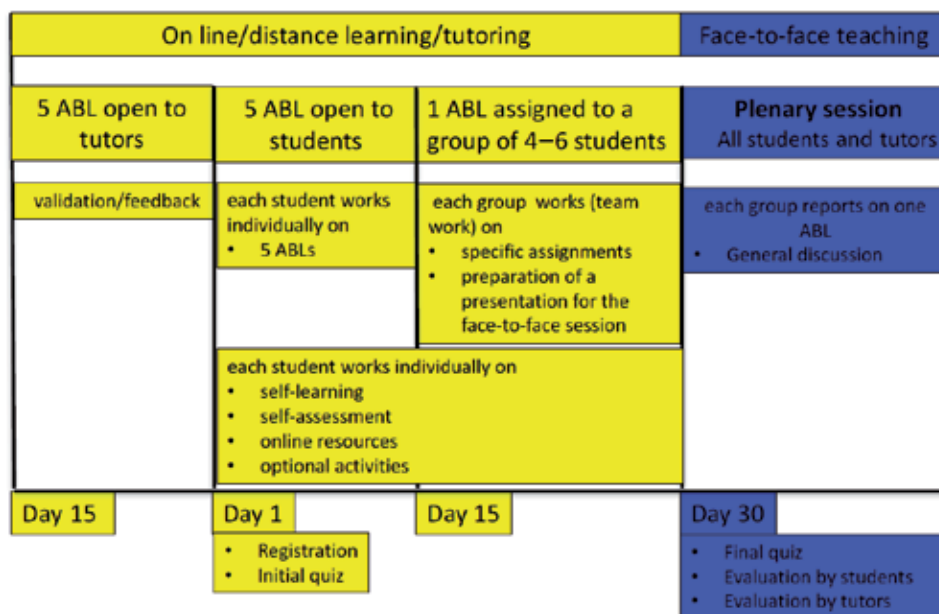 On line/distance learning/tutoring
Face-to-face teaching
5 ABL open to
tutors
5 ABL open to
students
1 ABL assigned to a
group of 4–6 students
Plenary session
All students and tutors
validation/feedback
each student works
individually on
• 5 ABLs
each group works (team
work) on
• specific assignments
• preparation of a
presentation for the
face-to-face session
each group reports on one
ABL
• General discussion
each student works individually on
• self-learning
• self-assessment
• online resources
• optional activities
Day 15
Day 1
Day 15
Day 30
• Registration
• Initial quiz
• Final quiz
• Evaluation by students
• Evaluation by tutors